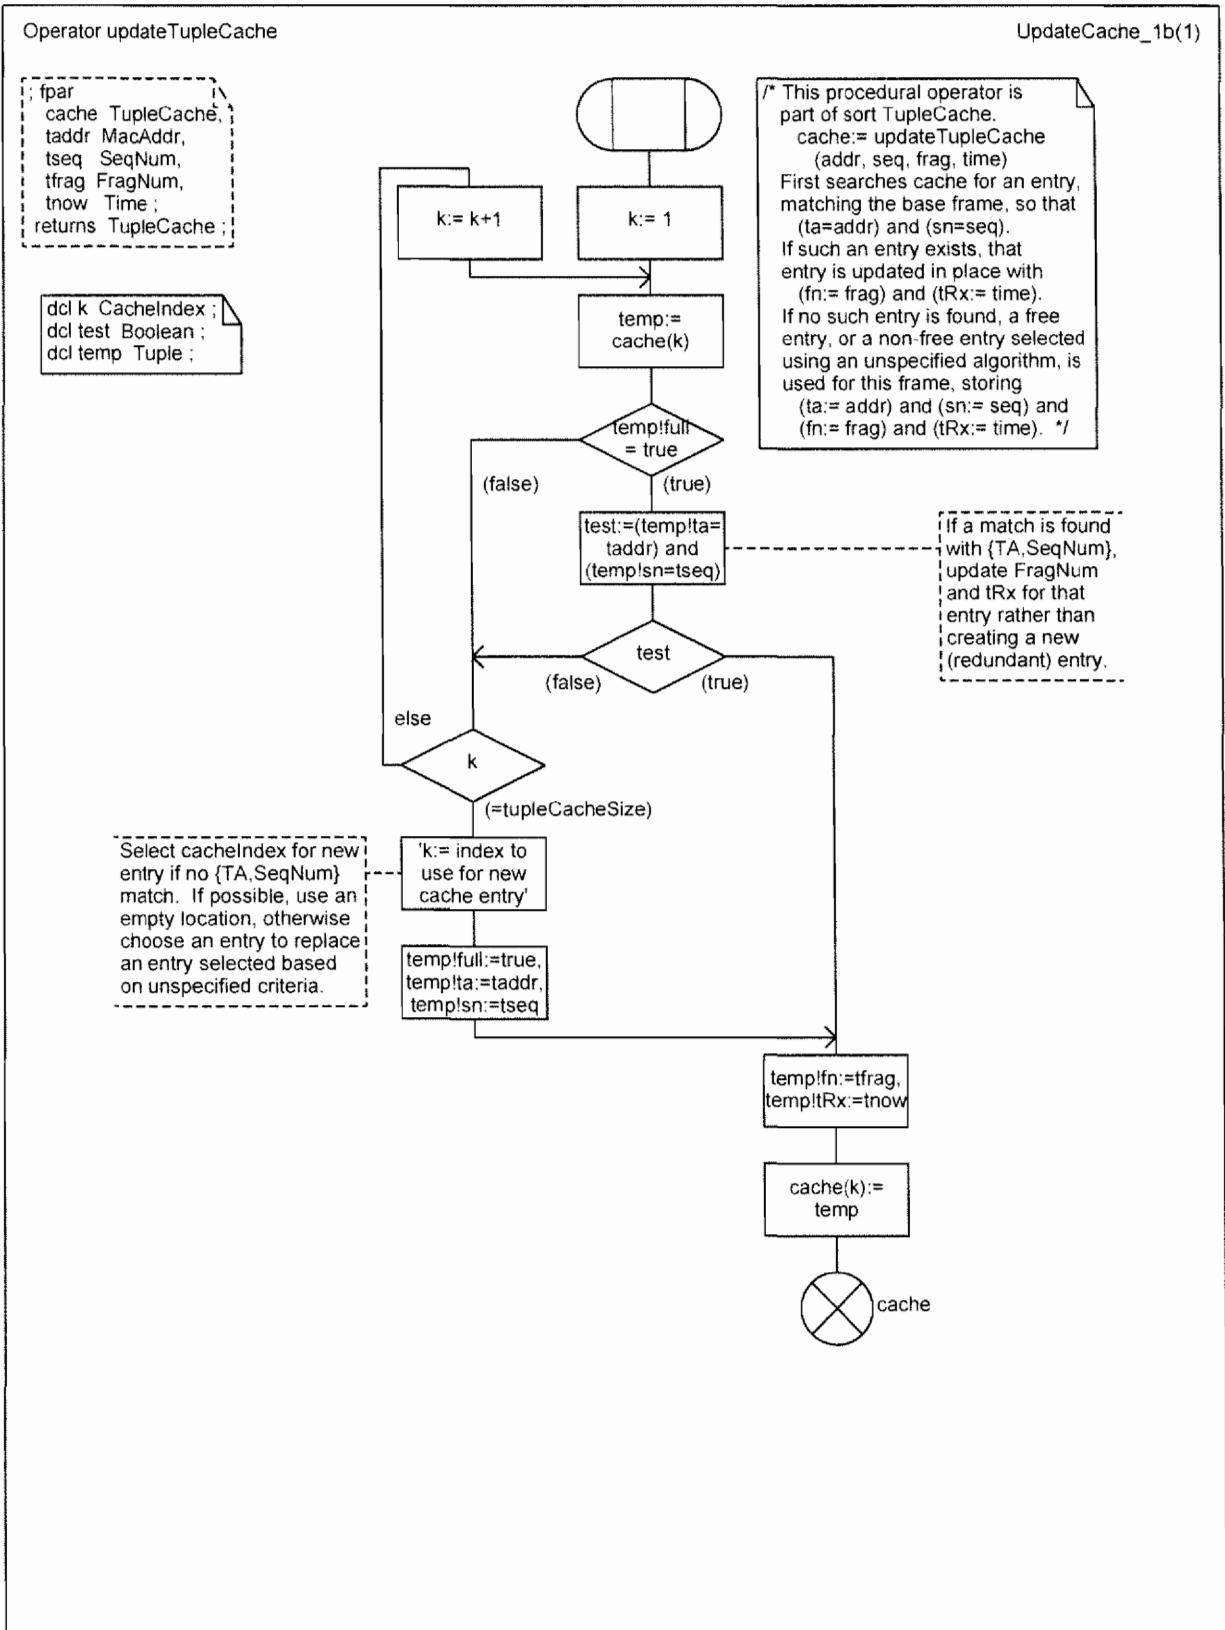 Operator updateTupleCache
UpdateCache_1b(1)
; fpar
cache TupleCache,
taddr MacAddr,
tseq SeqNum,
tfrag FragNum,
tnow Time ;
returns TupleCache ;
dcl k CacheIndex ;
dcl test Boolean ;
dcl temp Tuple ;
/* This procedural operator is
part of sort TupleCache.
cache:= updateTupleCache
(addr, seq, frag, time)
First searches cache for an entry,
matching the base frame, so that
(ta=addr) and (sn=seq).
If such an entry exists, that
entry is updated in place with
(fn:= frag) and (tRx:= time).
If no such entry is found, a free
entry, or a non-free entry selected
using an unspecified algorithm, is
used for this frame, storing
(ta:= addr) and (sn:= seq) and
(fn:= frag) and (tRx:= time). */
k:= k+1
k:= 1
temp:=
cache(k)
temp!full
= true
(false)
(true)
test:=(temp!ta=
taddr) and
(temp!sn=tseq)
If a match is found
with {TA,SeqNum},
update FragNum
and tRx for that
entry rather than
creating a new
(redundant) entry.
test
(false)
(true)
else
k
(=tupleCacheSize)
Select cacheIndex for new
entry if no {TA,SeqNum}
match. If possible, use an
empty location, otherwise
choose an entry to replace
an entry selected based
on unspecified criteria.
'k:= index to
use for new
cache entry'
temp!full:=true,
temp!ta:=taddr,
temp!sn:=tseq
temp!fn:=tfrag,
temp!tRx:=tnow
cache(k):=
temp
cache